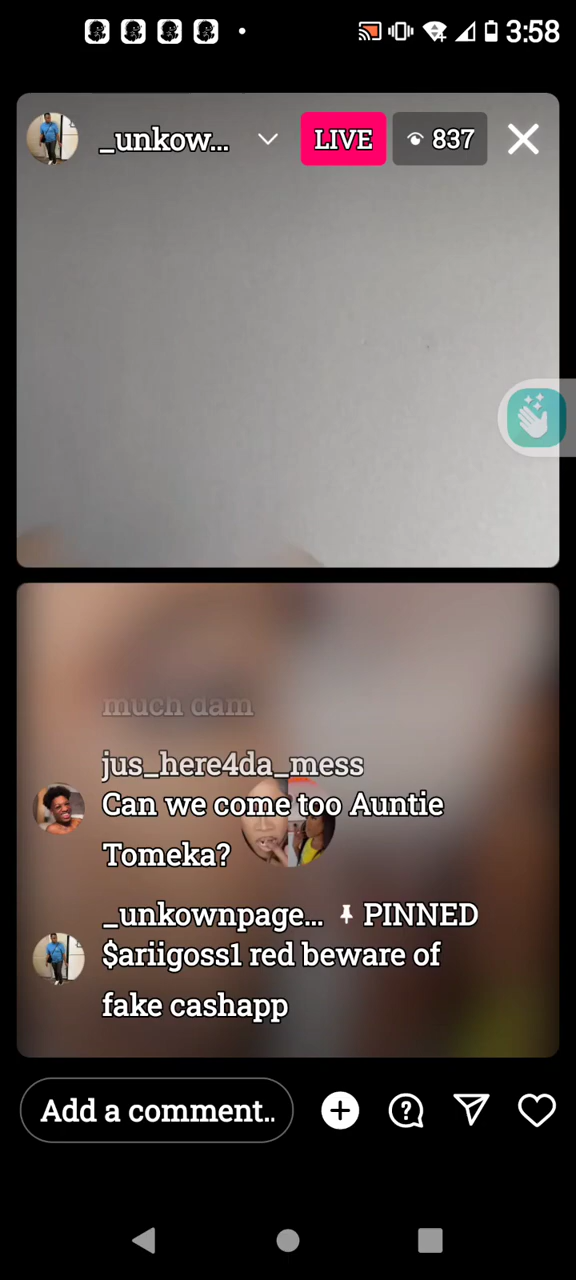 3:58
_unkow...
LIVE
837
much dam
jus_here4da_mess
Can we come too Auntie
Tomeka?
_unkownpage... PINNED
$ariigoss1 red beware of
fake cashapp
Add a comment..